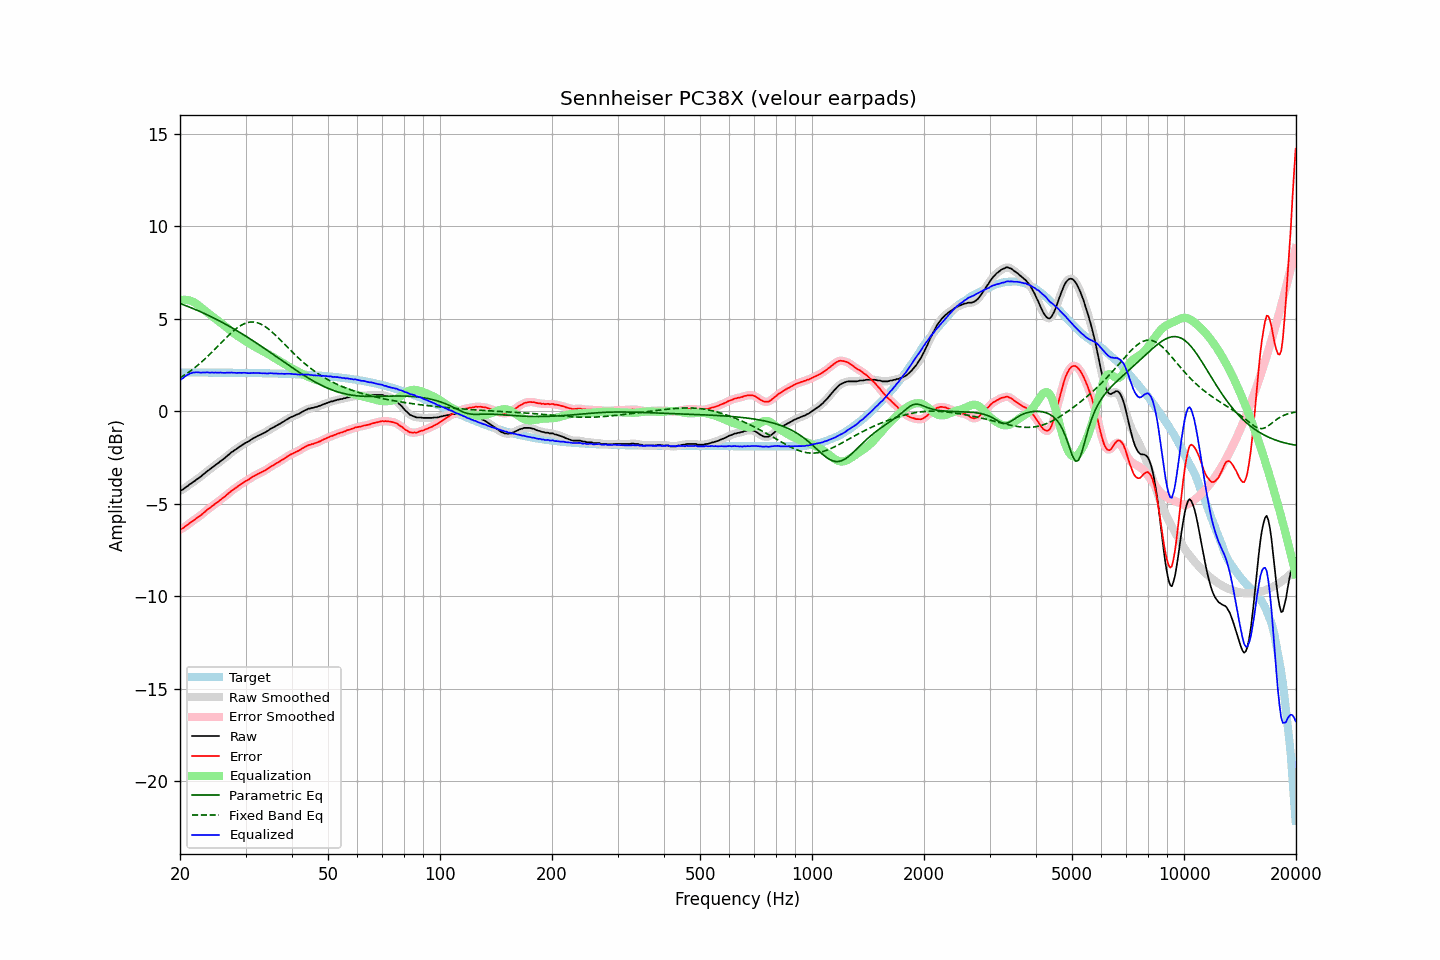 Sennheiser PC38X (velour earpads)
Amplitude (dBr)
15
10
5
0
−5
−10
−15
−20
Target
Raw Smoothed
Error Smoothed
Raw
Error
Equalization
Parametric Eq
Fixed Band Eq
Equalized
20 50 100 200 500 1000 2000 5000 10000 20000
Frequency (Hz)